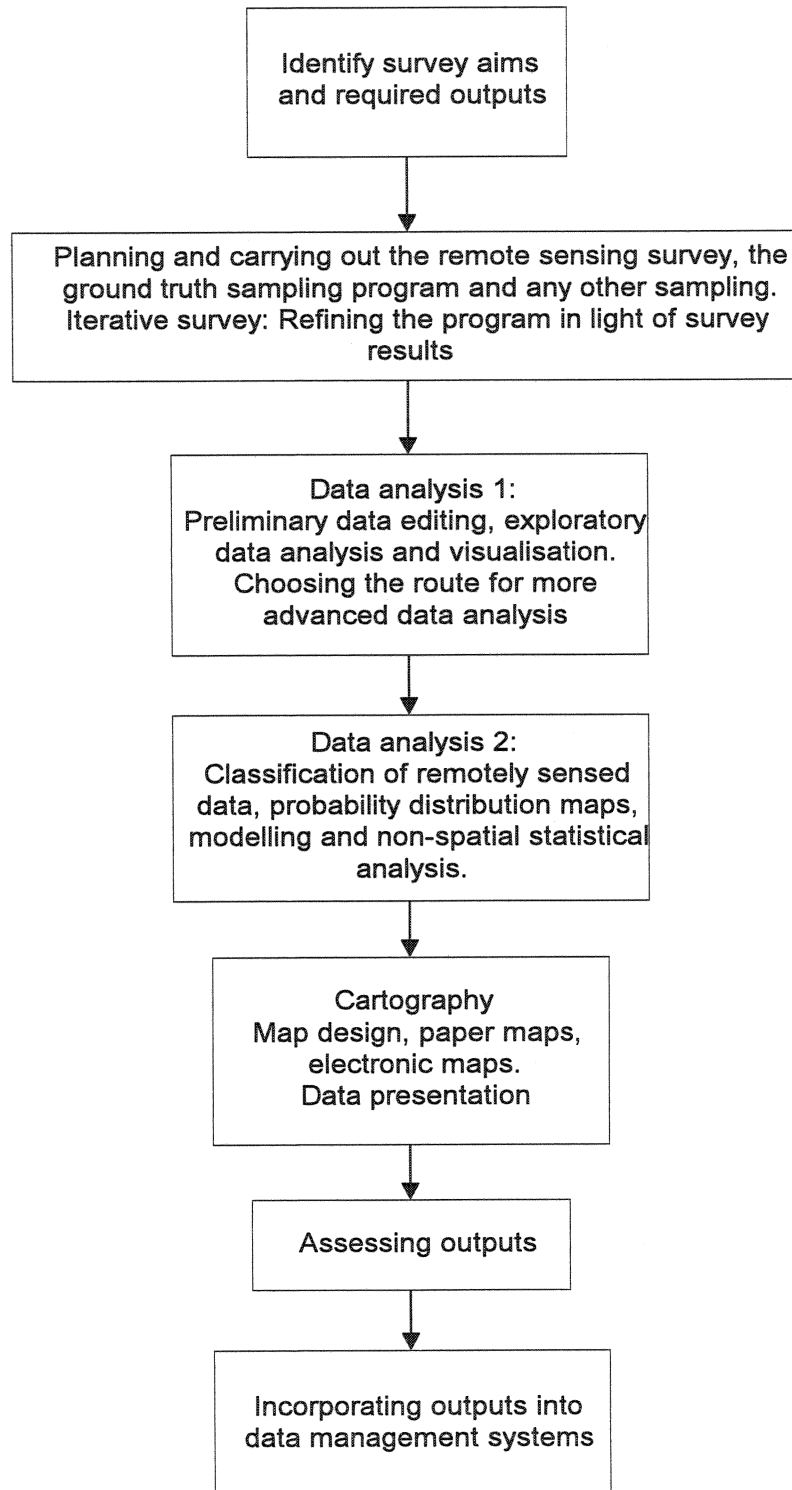 Identify survey aims
and required outputs
Planning and carrying out the remote sensing survey, the
ground truth sampling program and any other sampling.
Iterative survey: Refining the program in light of survey
results
Data analysis 1:
Preliminary data editing, exploratory
data analysis and visualisation.
Choosing the route for more
advanced data analysis
Data analysis 2:
Classification of remotely sensed
data, probability distribution maps,
modelling and non-spatial statistical
analysis.
Cartography
Map design, paper maps,
electronic maps.
Data presentation
Assessing outputs
Incorporating outputs into
data management systems